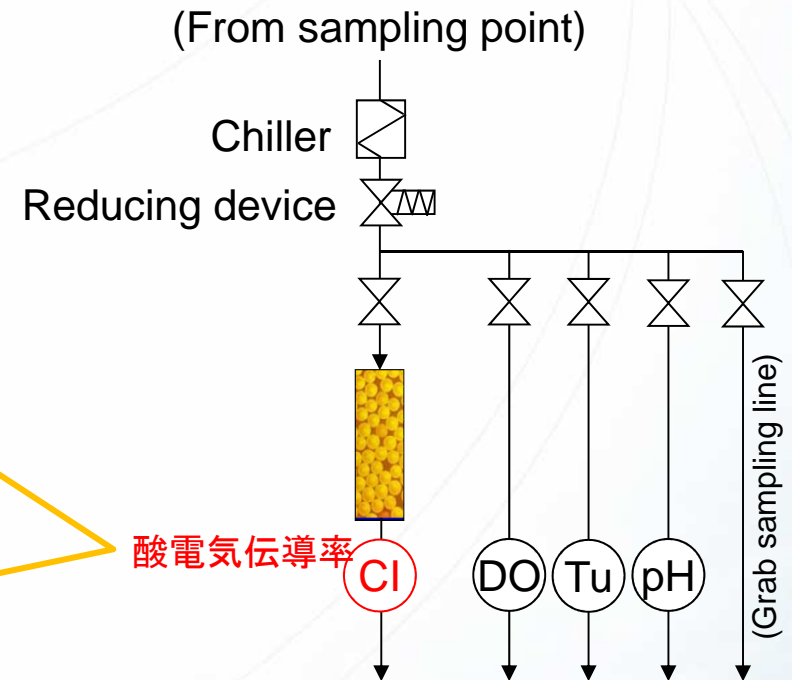 (From sampling point)
Chiller
Reducing device
酸電気伝導率
CI
DO
Tu
pH
(Grab sampling line)